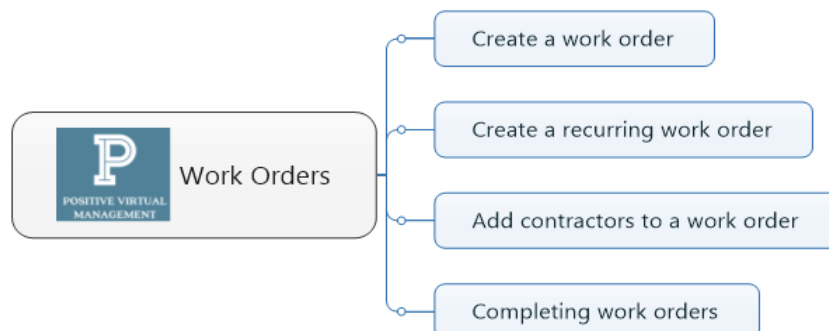 P
POSITIVE VIRTUAL
MANAGEMENT
Work Orders
Create a work order
Create a recurring work order
Add contractors to a work order
Completing work orders